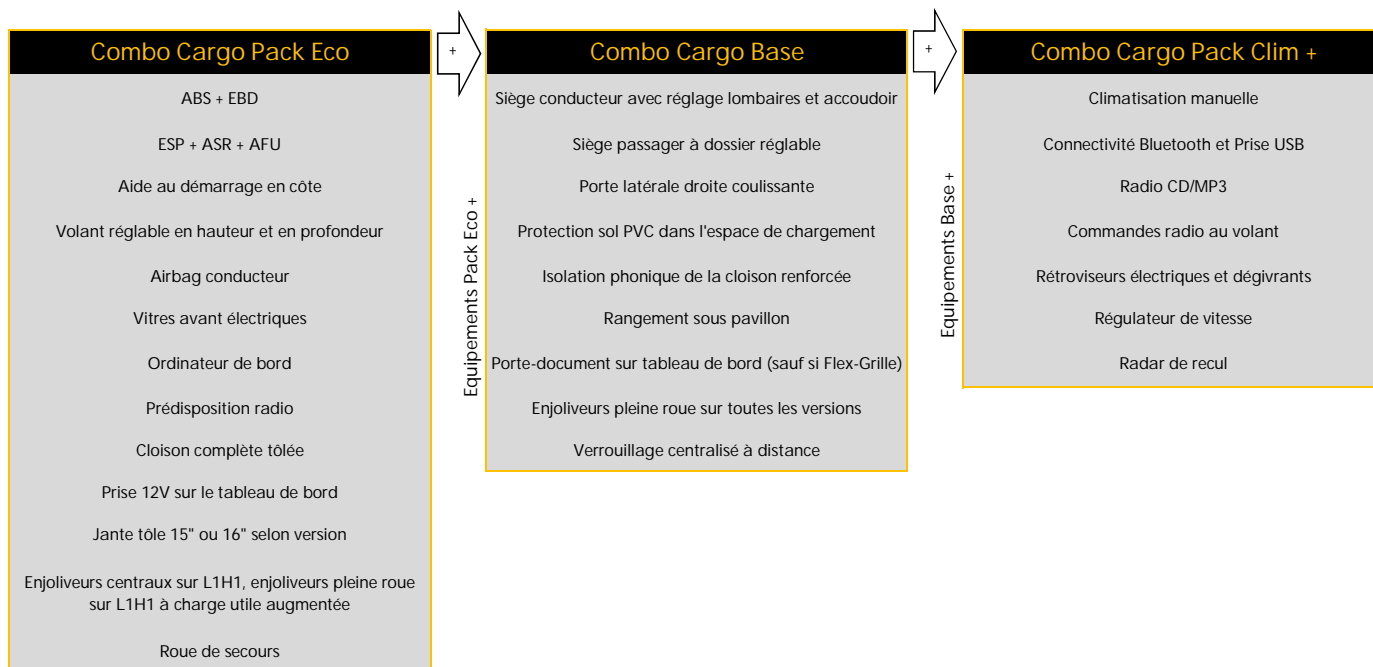 Combo Cargo Pack Eco
ABS + EBD
ESP + ASR + AFU
Aide au démarrage en côte
Volant réglable en hauteur et en profondeur
Airbag conducteur
Vitres avant électriques
Ordinateur de bord
Prédisposition radio
Cloison complète tôlée
Prise 12V sur le tableau de bord
Jante tôle 15" ou 16" selon version
Enjoliveurs centraux sur L1H1, enjoliveurs pleine roue
sur L1H1 à charge utile augmentée
Roue de secours
+
Equipements Pack Eco +
Combo Cargo Base
Siège conducteur avec réglage lombaires et accoudoir
Siège passager à dossier réglable
Porte latérale droite coulissante
Protection sol PVC dans l'espace de chargement
Isolation phonique de la cloison renforcée
Rangement sous pavillon
Porte-document sur tableau de bord (sauf si Flex-Grille)
Enjoliveurs pleine roue sur toutes les versions
Verrouillage centralisé à distance
+
Equipements Base +
Combo Cargo Pack Clim +
Climatisation manuelle
Connectivité Bluetooth et Prise USB
Radio CD/MP3
Commandes radio au volant
Rétroviseurs électriques et dégivrants
Régulateur de vitesse
Radar de recul